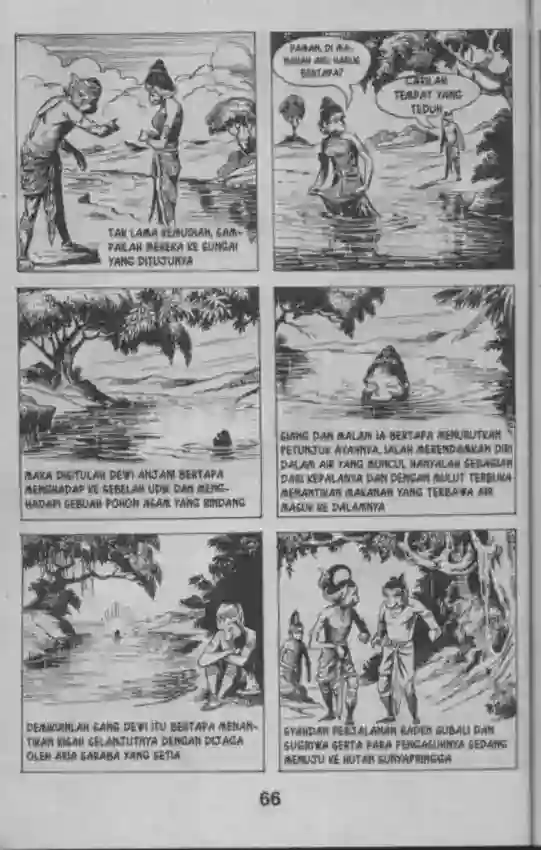 TAK LAMA KEMUDIAN, SAM-
PAILAH MEREKA KE SUNGAI
YANG DITUJUNYA
PAMAN, DI MA-
NAKAH AKU HARUS
BERTAPA?
CARILAH
TEMPAT YANG
TEDUH
MAKA DISITULAH DEWI ANJANI BERTAPA
MENGHADAP KE SEBELAH UDIK DAN MENG-
HADAPI SEBUAH POHON ASAM YANG RINDANG
SIANG DAN MALAM IA BERTAPA MENURUTKAN
PETUNJUK AYAHNYA, IALAH MERENDAMKAN DIRI
DALAM AIR YANG MUNCUL HANYALAH SEBAGIAN
DARI KEPALANYA DAN DENGAN MULUT TERBUKA
MENANTIKAN MAKANAN YANG TERBAWA AIR
MASUK KE DALAMNYA
DEMIKIANLAH SANG DEWI ITU BERTAPA MENAN-
TIKAN KISAH SELANJUTNYA DENGAN DIJAGA
OLEH ARIA SARABA YANG SETIA
SYAHDAN PERJALANAN RADEN SUBALI DAN
SUGRIWA SERTA PARA PENGASUHNYA SEDANG
MENUJU KE HUTAN SUNYAPRINGGA
66